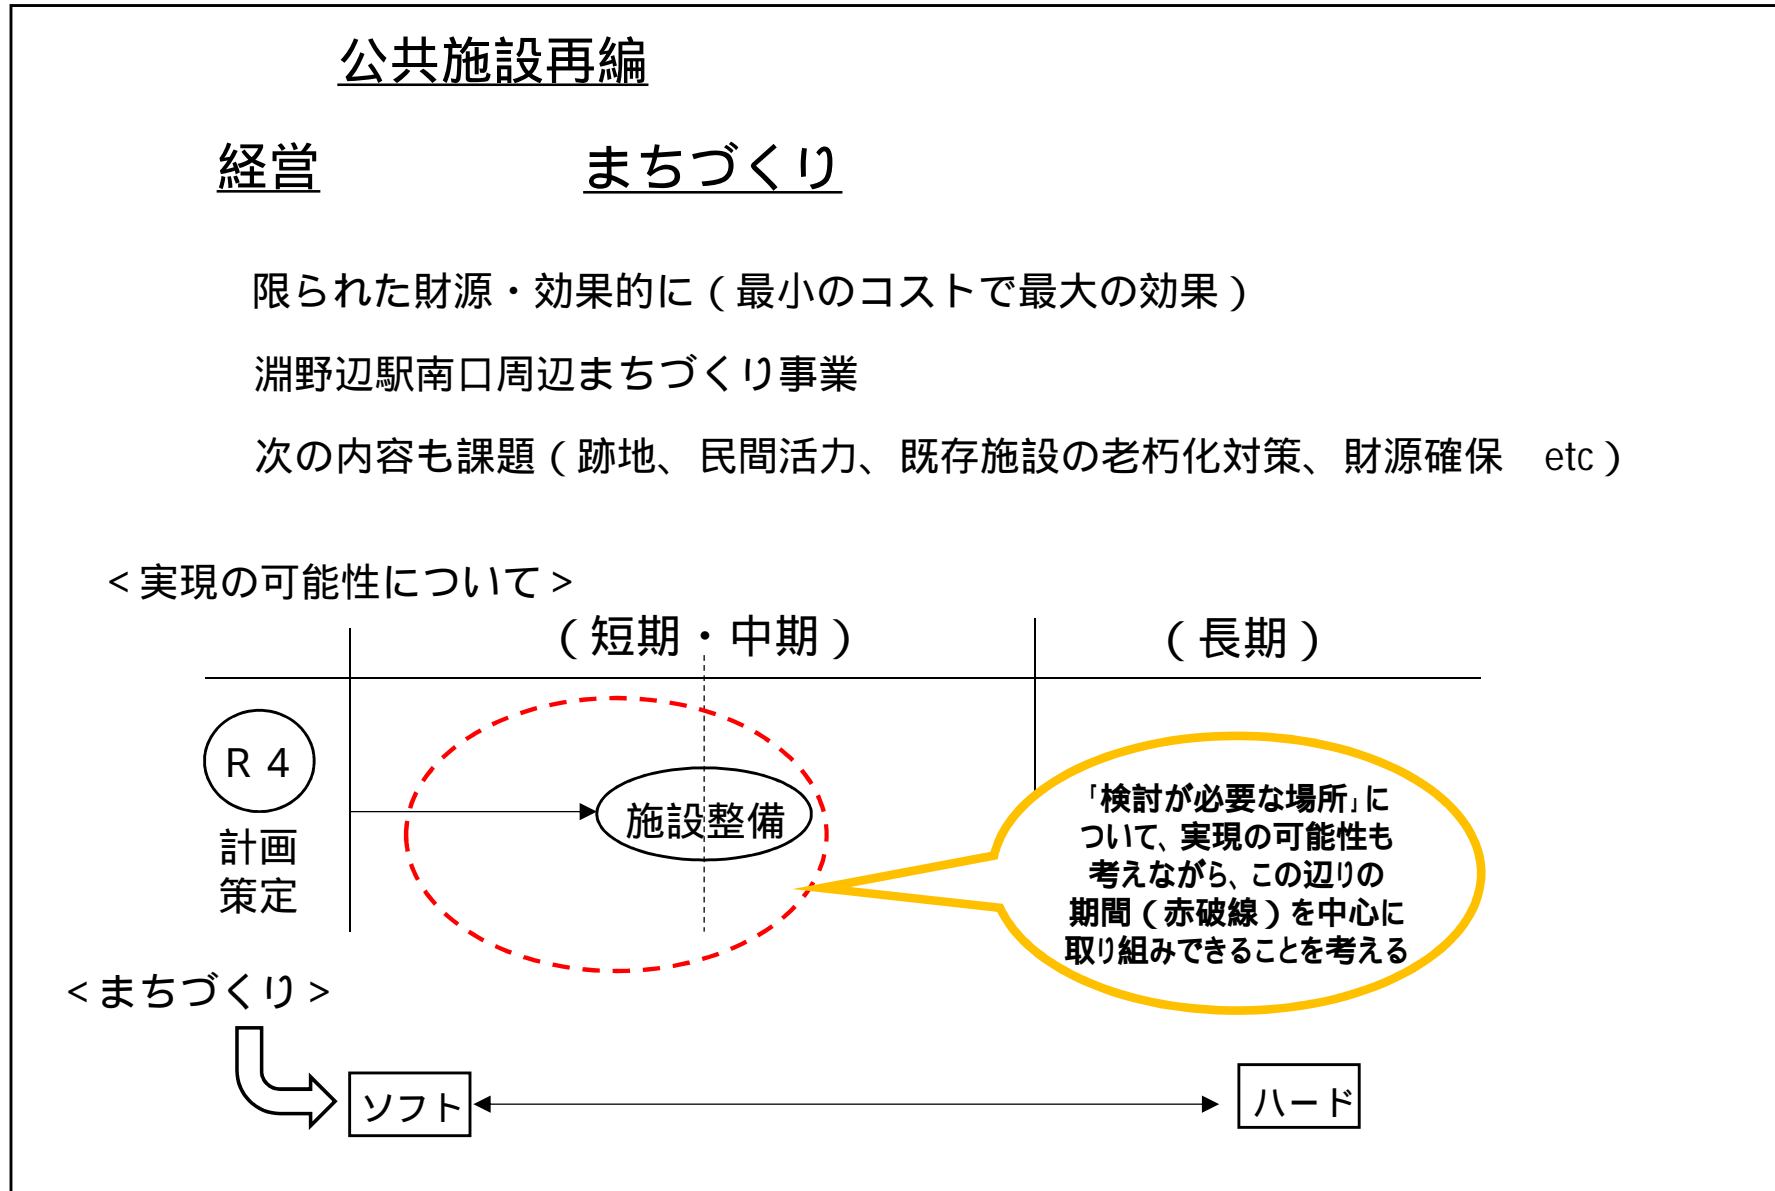 公共施設再編
経営　まちづくり
限られた財源・効果的に（最小のコストで最大の効果）
淵野辺駅南口周辺まちづくり事業
次の内容も課題（跡地、民間活力、既存施設の老朽化対策、財源確保　etc）
<実現の可能性について>
（短期・中期）　（長期）
R4
計画
策定
施設整備
「検討が必要な場所」に
ついて、実現の可能性も
考えながら、この辺りの
期間（赤破線）を中心に
取り組みできることを考える
<まちづくり>
ソフト　ハード